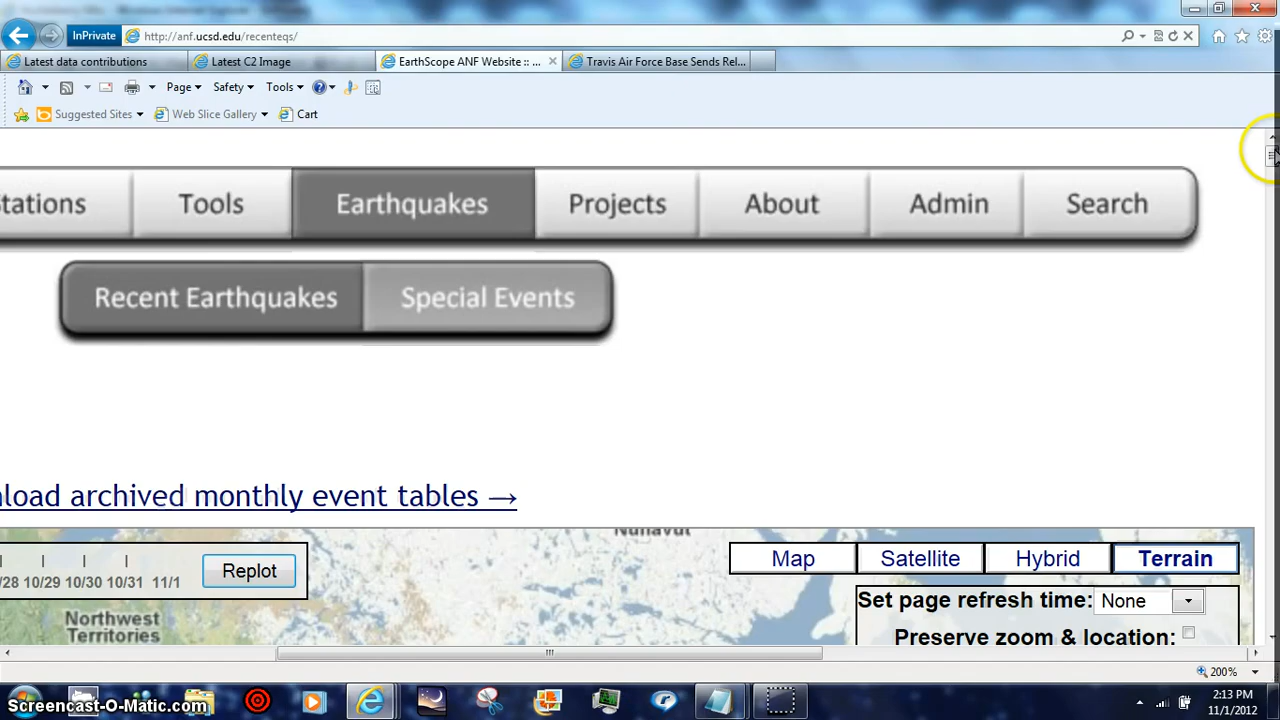 InPrivate
http://anf.ucsd.edu/recenteqs/
Latest data contributions
Latest C2 Image
EarthScope ANF Website :: ...
Travis Air Force Base Sends Rel...
Page
Safety
Tools
Suggested Sites
Web Slice Gallery
Cart
tations
Tools
Earthquakes
Projects
About
Admin
Search
Recent Earthquakes
Special Events
nload archived monthly event tables →
/28 10/29 10/30 10/31 11/1
Replot
Nunavut
Map
Satellite
Hybrid
Terrain
Northwest
Territories
Set page refresh time:
None
Preserve zoom & location:
200%
Screencast-O-Matic.com
2:13 PM
11/1/2012